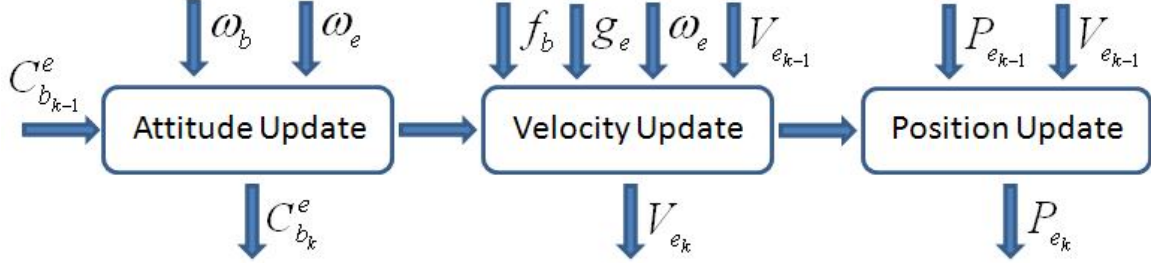 ω_b ω_e f_b g_e ω_e V_{e_{k-1}} P_{e_{k-1}} V_{e_{k-1}}
C^e_{b_{k-1}}
Attitude Update Velocity Update Position Update
C^e_{b_k} V_{e_k} P_{e_k}